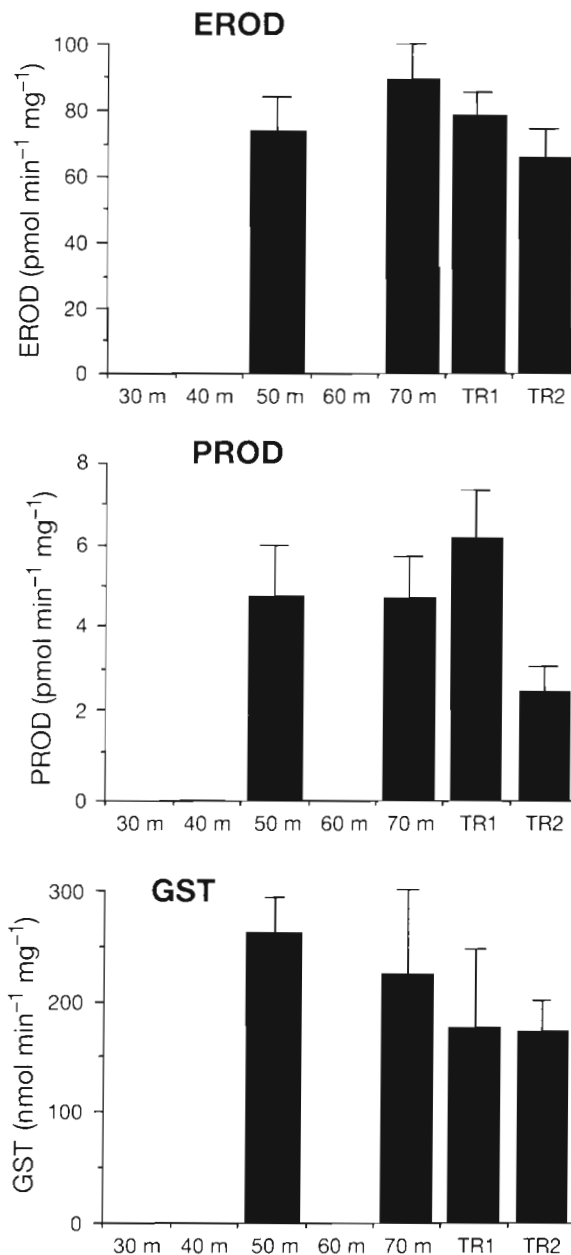 EROD
EROD (pmol min⁻¹ mg⁻¹)
100
80
60
40
20
0
30 m 40 m 50 m 60 m 70 m TR1 TR2
PROD
PROD (pmol min⁻¹ mg⁻¹)
8
6
4
2
0
30 m 40 m 50 m 60 m 70 m TR1 TR2
GST
GST (nmol min⁻¹ mg⁻¹)
300
200
100
0
30 m 40 m 50 m 60 m 70 m TR1 TR2